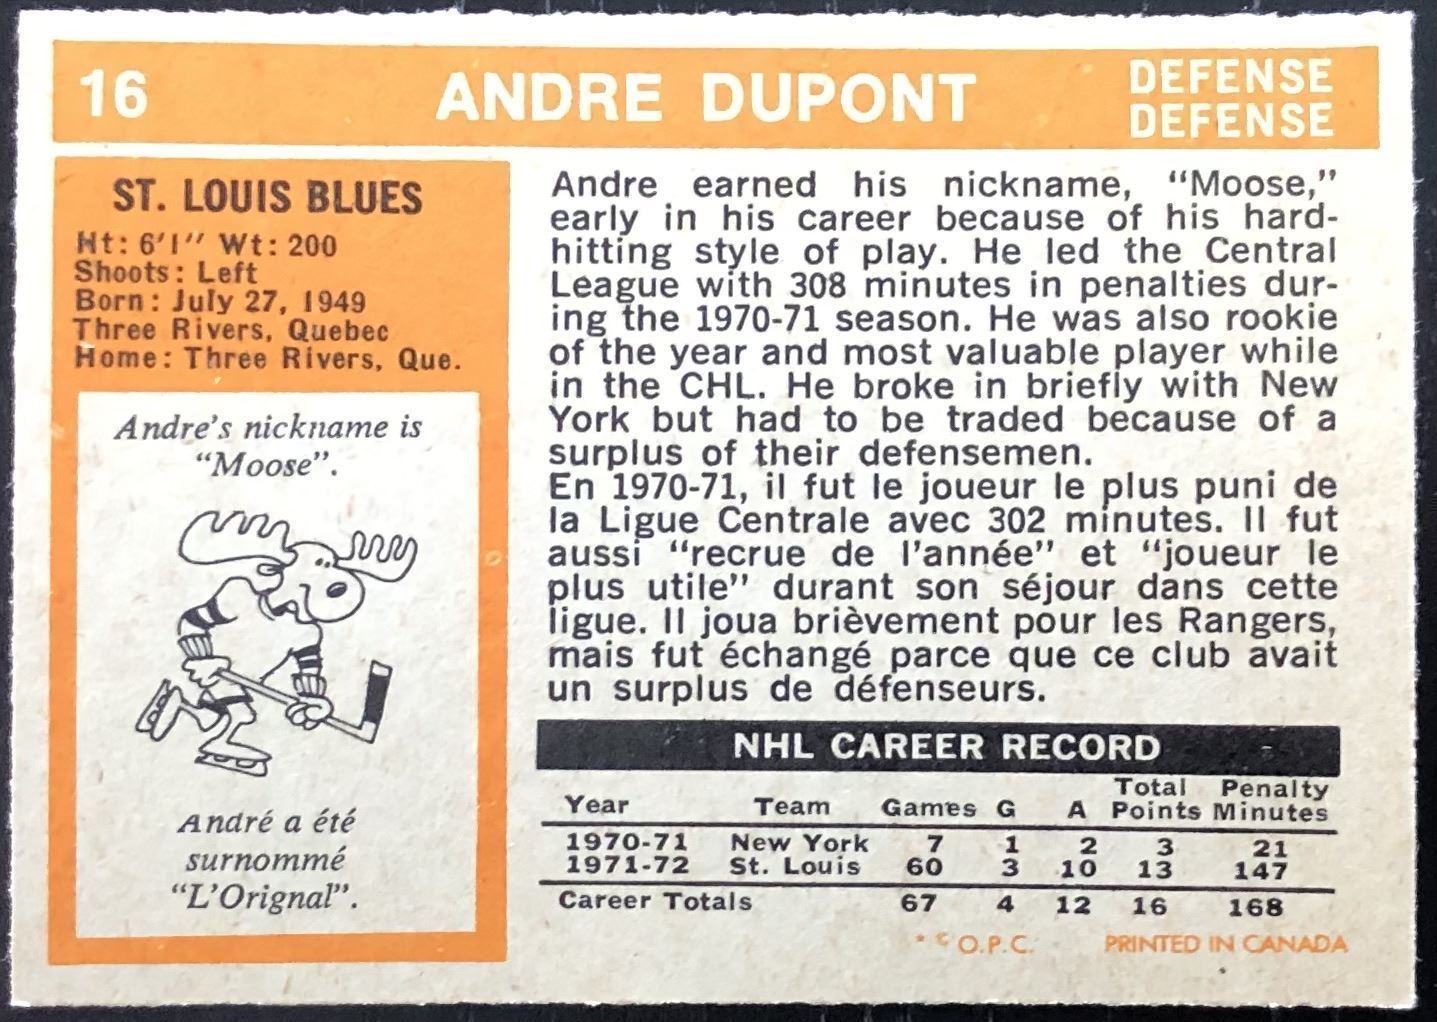 16
ANDRE DUPONT
DEFENSE
DEFENSE
ST. LOUIS BLUES
Ht: 6'1" Wt: 200
Shoots: Left
Born: July 27, 1949
Three Rivers, Quebec
Home: Three Rivers, Que.
Andre's nickname is
“Moose”.
André a été
surnommé
“L'Orignal”.
Andre earned his nickname, “Moose,”
early in his career because of his hard-
hitting style of play. He led the Central
League with 308 minutes in penalties dur-
ing the 1970-71 season. He was also rookie
of the year and most valuable player while
in the CHL. He broke in briefly with New
York but had to be traded because of a
surplus of their defensemen.
En 1970-71, il fut le joueur le plus puni de
la Ligue Centrale avec 302 minutes. Il fut
aussi “recrue de l'année” et “joueur le
plus utile” durant son séjour dans cette
ligue. Il joua brièvement pour les Rangers,
mais fut échangé parce que ce club avait
un surplus de défenseurs.
NHL CAREER RECORD
Year Team Games G A Total Points Penalty Minutes
1970-71 New York 7 1 2 3 21
1971-72 St. Louis 60 3 10 13 147
Career Totals 67 4 12 16 168
* © O.P.C. PRINTED IN CANADA